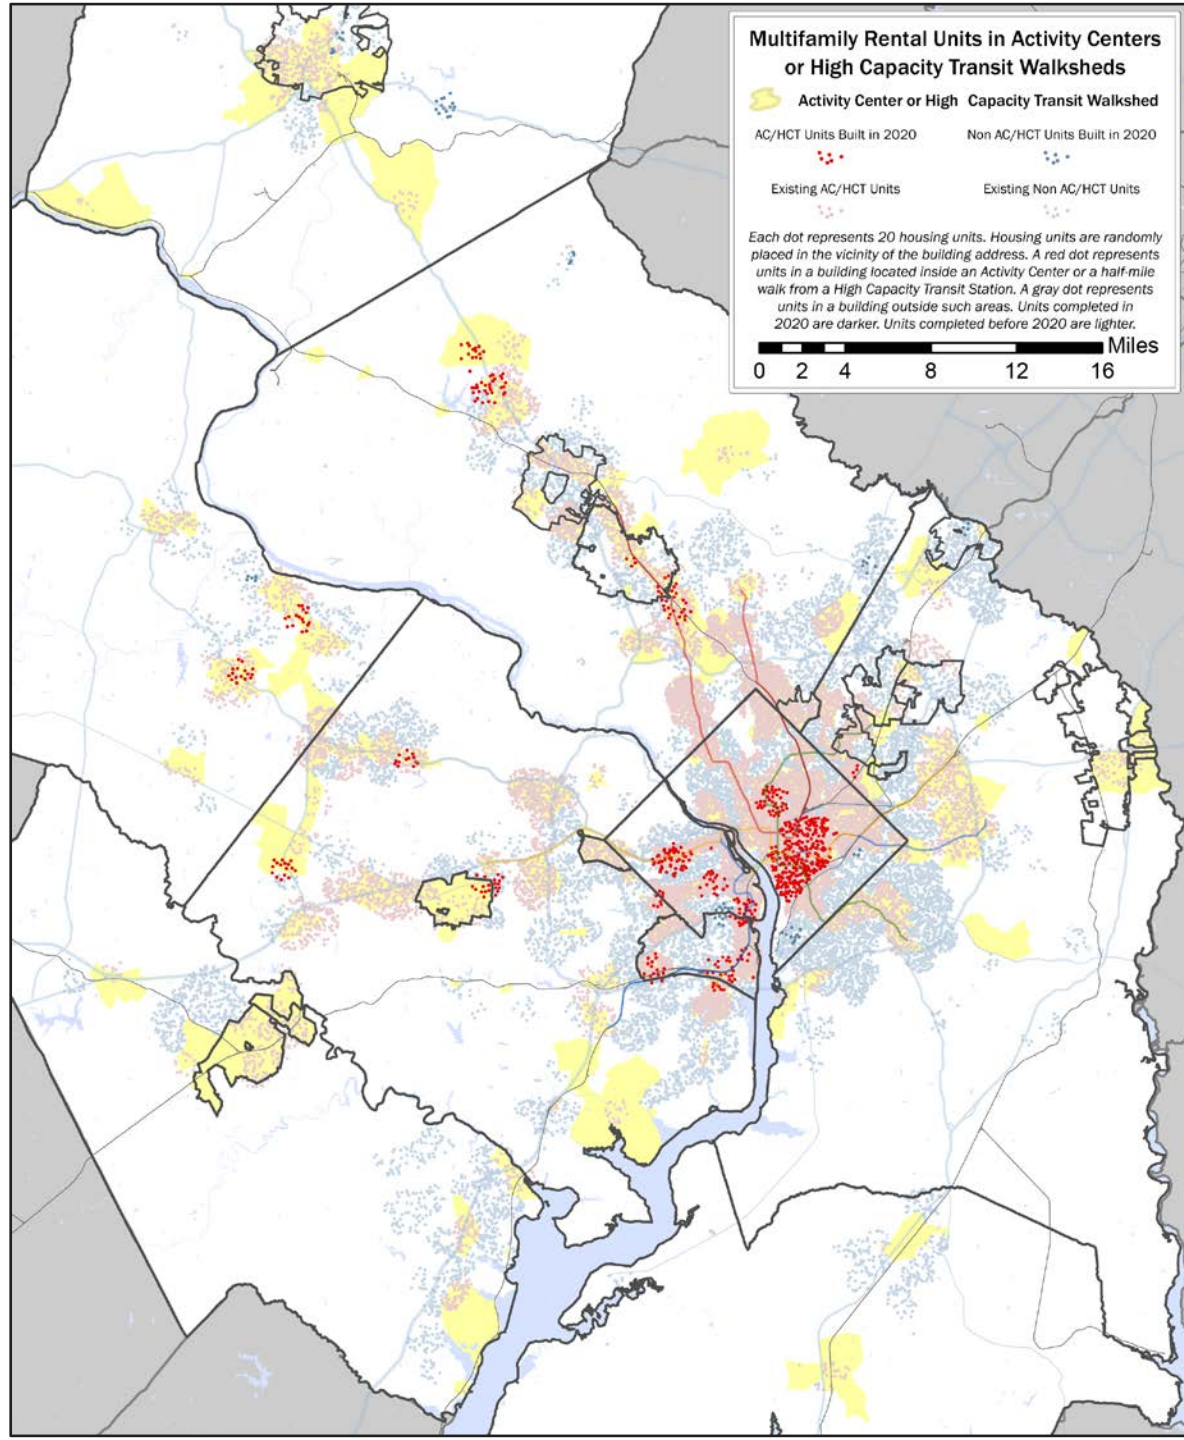 Multifamily Rental Units in Activity Centers
or High Capacity Transit Walksheds
Activity Center or High Capacity Transit Walkshed
AC/HCT Units Built in 2020
Non AC/HCT Units Built in 2020
Existing AC/HCT Units
Existing Non AC/HCT Units
Each dot represents 20 housing units. Housing units are randomly
placed in the vicinity of the building address. A red dot represents
units in a building located inside an Activity Center or a half-mile
walk from a High Capacity Transit Station. A gray dot represents
units in a building outside such areas. Units completed in
2020 are darker. Units completed before 2020 are lighter.
Miles
0 2 4 8 12 16